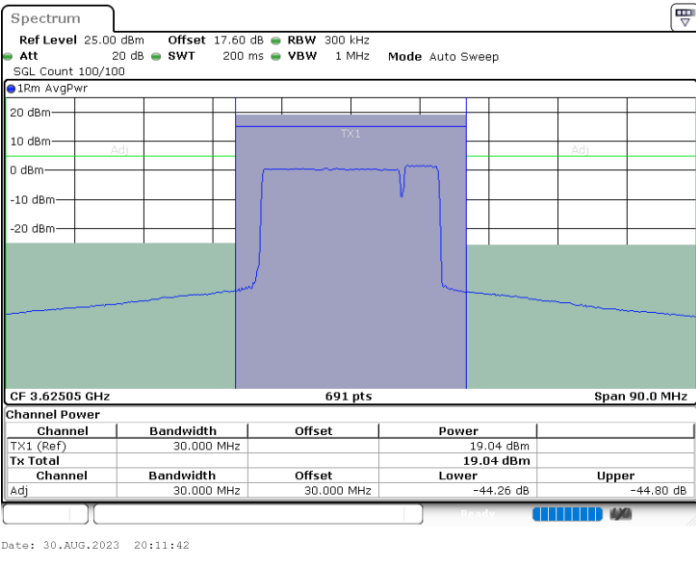 Spectrum
Ref Level 25.00 dBm Offset 17.60 dB RBW 300 kHz
Att 20 dB SWT 200 ms VBW 1 MHz Mode Auto Sweep
SGL Count 100/100
1Rm AvgPwr
20 dBm
TX1
10 dBm
Adj Adj
0 dBm
-10 dBm
-20 dBm
CF 3.62505 GHz 691 pts Span 90.0 MHz
Channel Power
Channel Bandwidth Offset Power
TX1 (Ref) 30.000 MHz 19.04 dBm
Tx Total 19.04 dBm
Channel Bandwidth Offset Lower Upper
Adj 30.000 MHz 30.000 MHz -44.26 dB -44.80 dB
Ready
Date: 30.AUG.2023 20:11:42